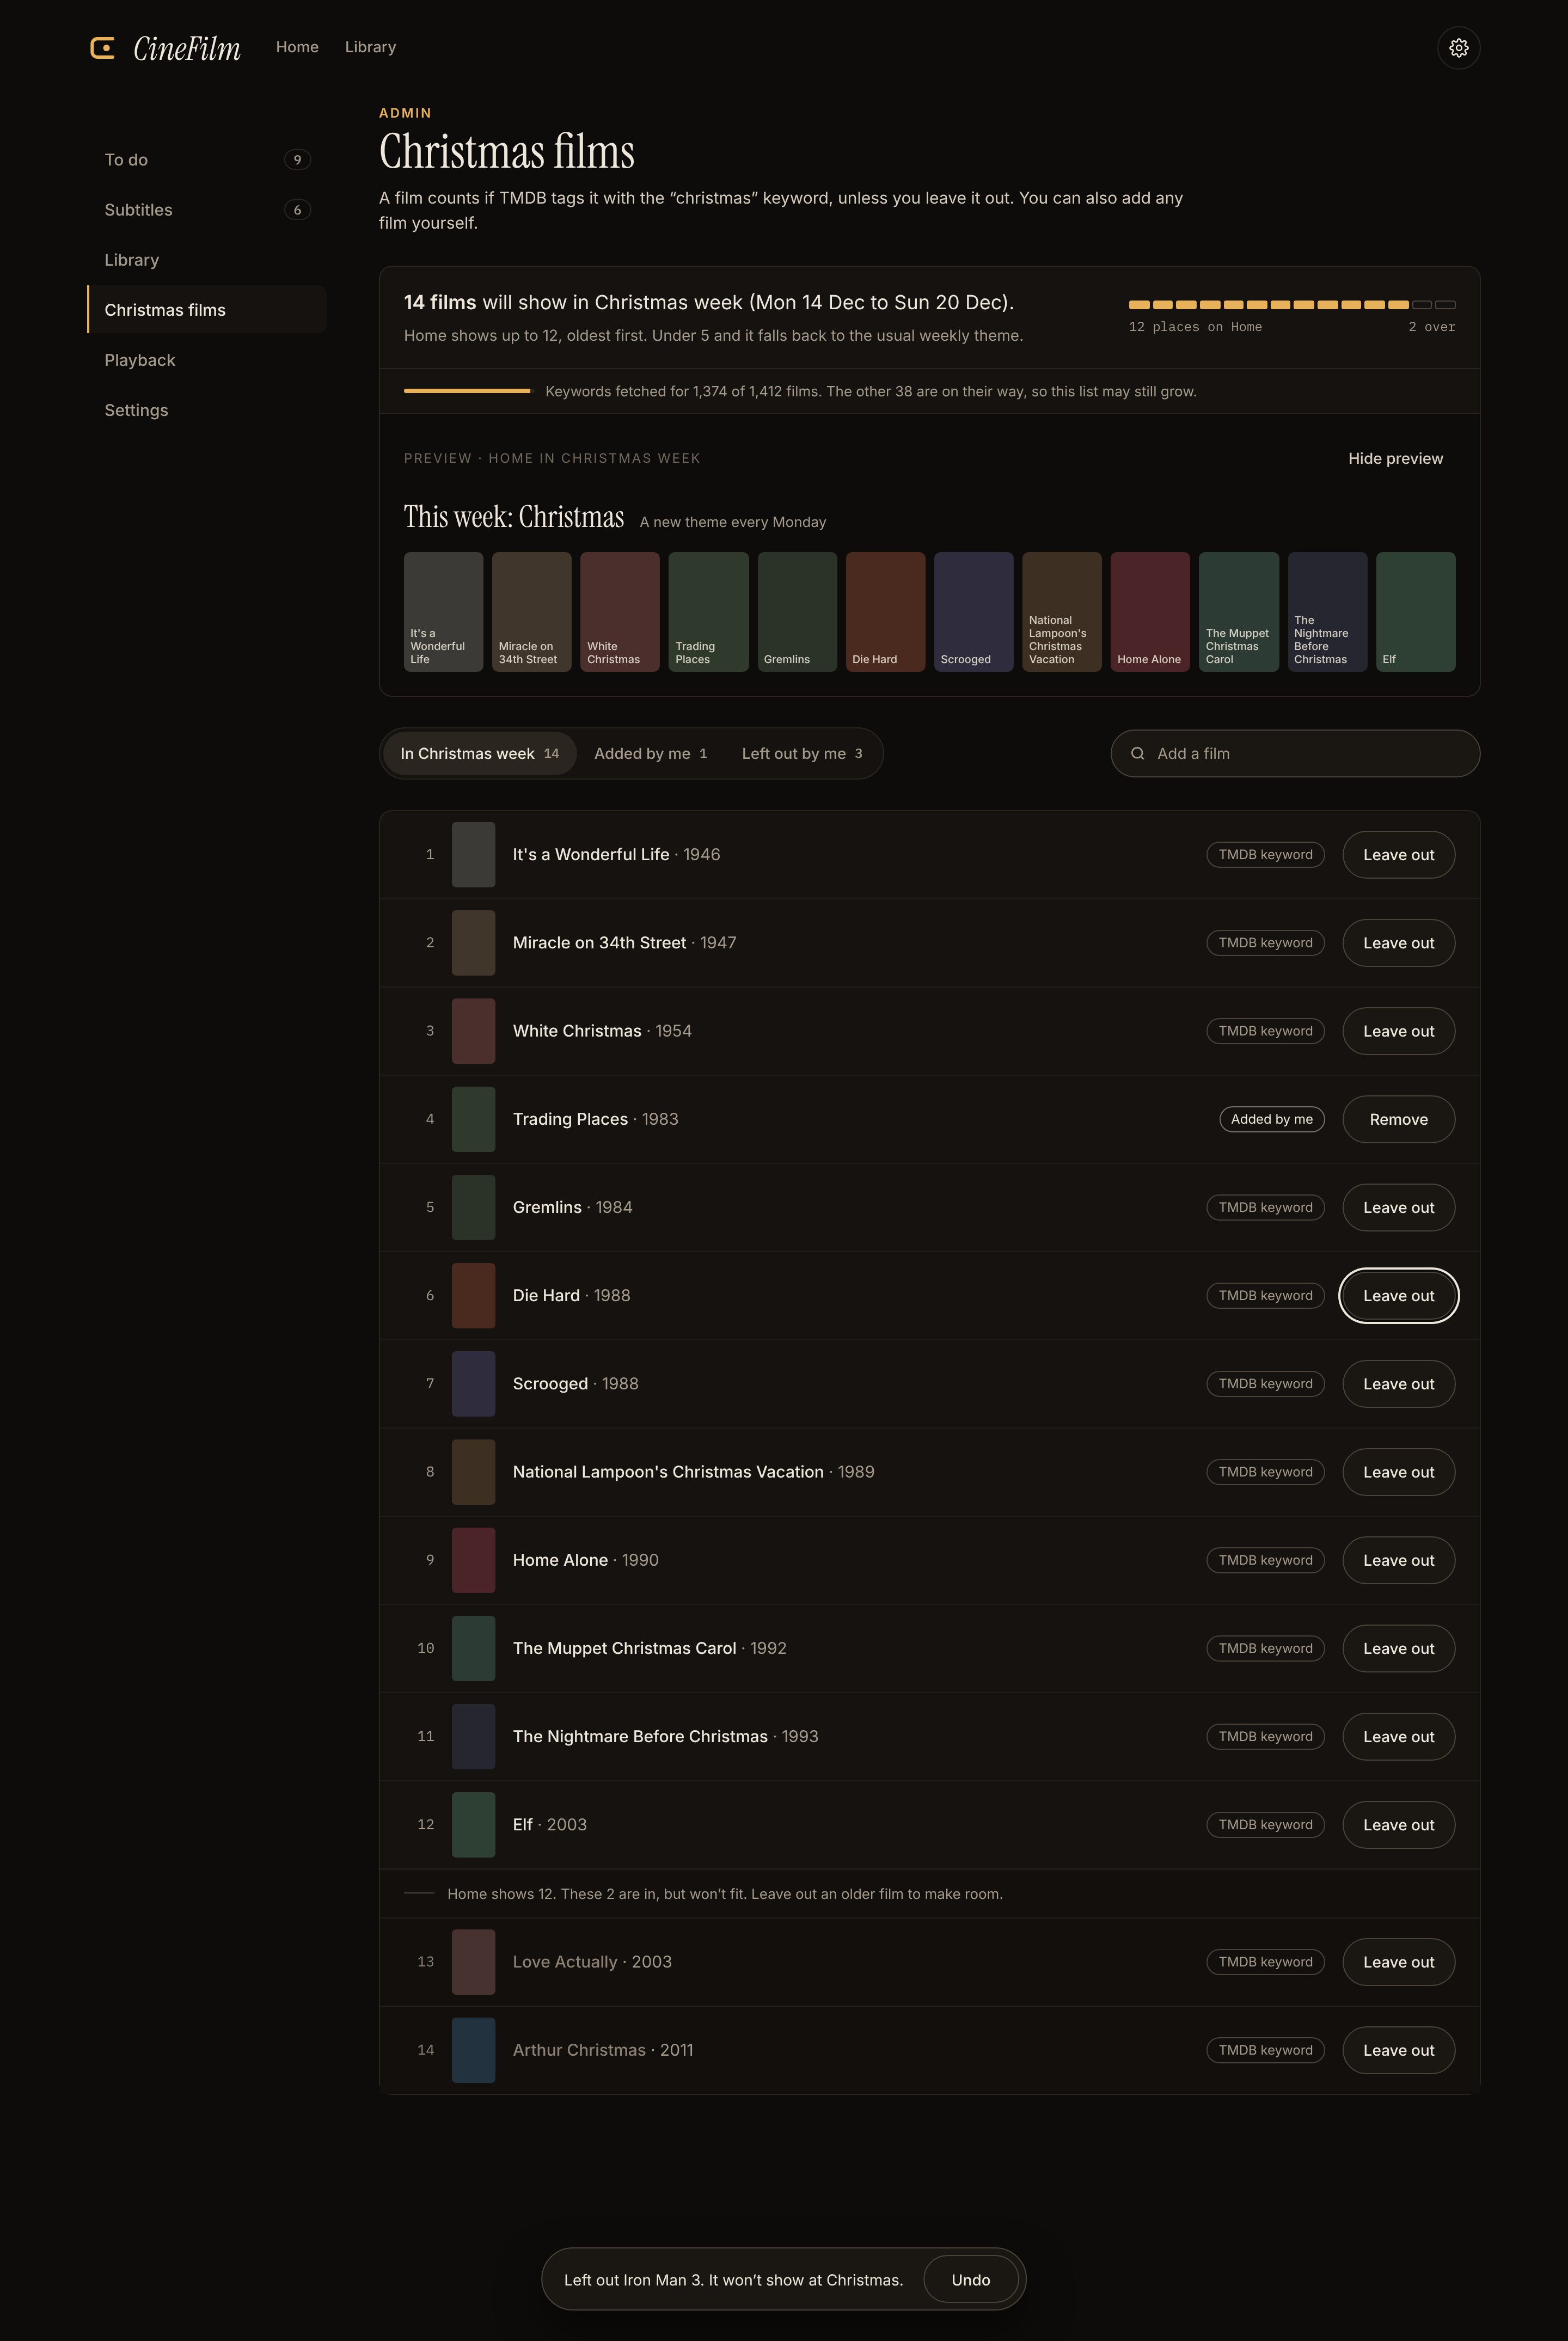 CineFilm Home Library
ADMIN
Christmas films
A film counts if TMDB tags it with the “christmas” keyword, unless you leave it out. You can also add any
film yourself.
To do 9
Subtitles 6
Library
Christmas films
Playback
Settings
14 films will show in Christmas week (Mon 14 Dec to Sun 20 Dec).
Home shows up to 12, oldest first. Under 5 and it falls back to the usual weekly theme.
12 places on Home 2 over
Keywords fetched for 1,374 of 1,412 films. The other 38 are on their way, so this list may still grow.
PREVIEW · HOME IN CHRISTMAS WEEK Hide preview
This week: Christmas A new theme every Monday
It's a
Wonderful
Life
Miracle on
34th Street
White
Christmas
Trading
Places
Gremlins
Die Hard
Scrooged
National
Lampoon's
Christmas
Vacation
Home Alone
The Muppet
Christmas
Carol
The
Nightmare
Before
Christmas
Elf
In Christmas week 14 Added by me 1 Left out by me 3 Add a film
1 It's a Wonderful Life · 1946 TMDB keyword Leave out
2 Miracle on 34th Street · 1947 TMDB keyword Leave out
3 White Christmas · 1954 TMDB keyword Leave out
4 Trading Places · 1983 Added by me Remove
5 Gremlins · 1984 TMDB keyword Leave out
6 Die Hard · 1988 TMDB keyword Leave out
7 Scrooged · 1988 TMDB keyword Leave out
8 National Lampoon's Christmas Vacation · 1989 TMDB keyword Leave out
9 Home Alone · 1990 TMDB keyword Leave out
10 The Muppet Christmas Carol · 1992 TMDB keyword Leave out
11 The Nightmare Before Christmas · 1993 TMDB keyword Leave out
12 Elf · 2003 TMDB keyword Leave out
Home shows 12. These 2 are in, but won’t fit. Leave out an older film to make room.
13 Love Actually · 2003 TMDB keyword Leave out
14 Arthur Christmas · 2011 TMDB keyword Leave out
Left out Iron Man 3. It won’t show at Christmas. Undo